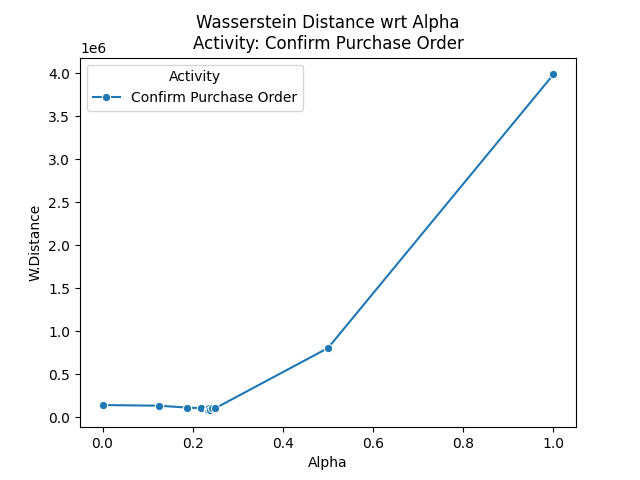 Wasserstein Distance wrt Alpha
Activity: Confirm Purchase Order
1e6
Activity
Confirm Purchase Order
4.0
3.5
3.0
2.5
2.0
1.5
1.0
0.5
0.0
W.Distance
0.0 0.2 0.4 0.6 0.8 1.0
Alpha